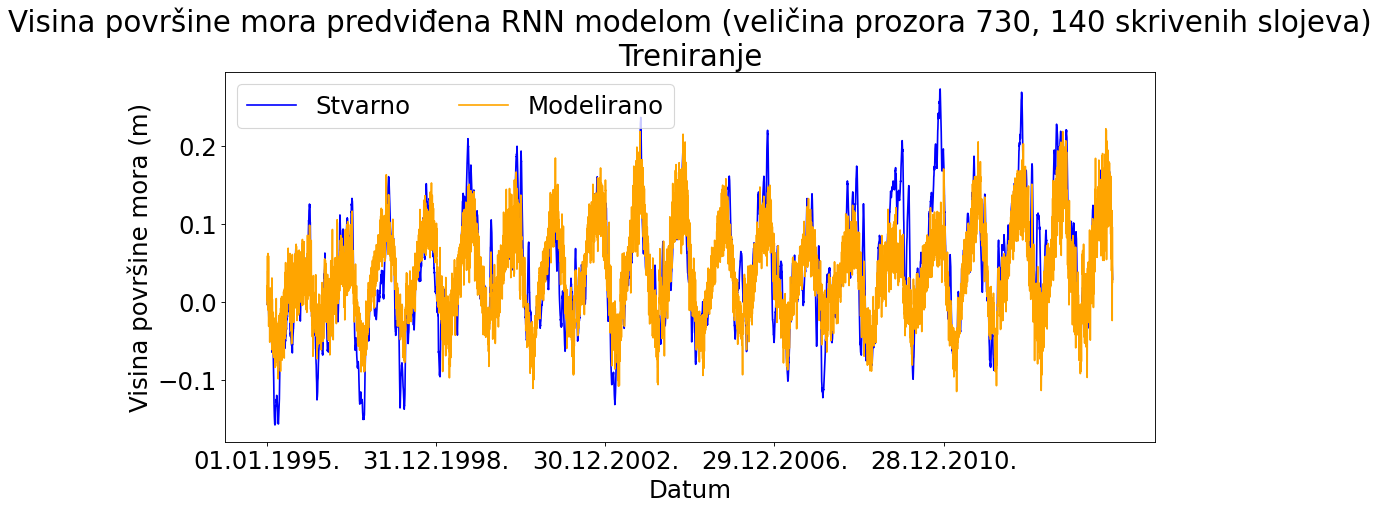 Visina površine mora predviđena RNN modelom (veličina prozora 730, 140 skrivenih slojeva)
Treniranje
Stvarno Modelirano
Visina površine mora (m)
0.2
0.1
0.0
−0.1
01.01.1995. 31.12.1998. 30.12.2002. 29.12.2006. 28.12.2010.
Datum